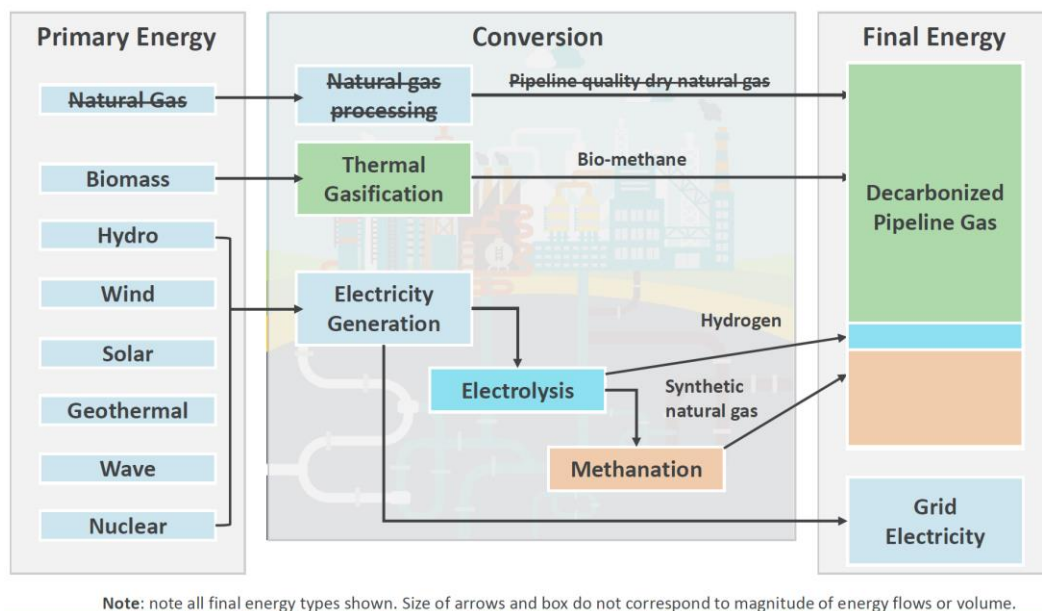 Primary Energy
Conversion
Final Energy
Natural Gas
Natural gas
processing
Pipeline quality dry natural gas
Biomass
Thermal
Gasification
Bio-methane
Decarbonized
Pipeline Gas
Hydro
Wind
Solar
Geothermal
Wave
Nuclear
Electricity
Generation
Electrolysis
Hydrogen
Synthetic
natural gas
Methanation
Grid
Electricity
Note: note all final energy types shown. Size of arrows and box do not correspond to magnitude of energy flows or volume.